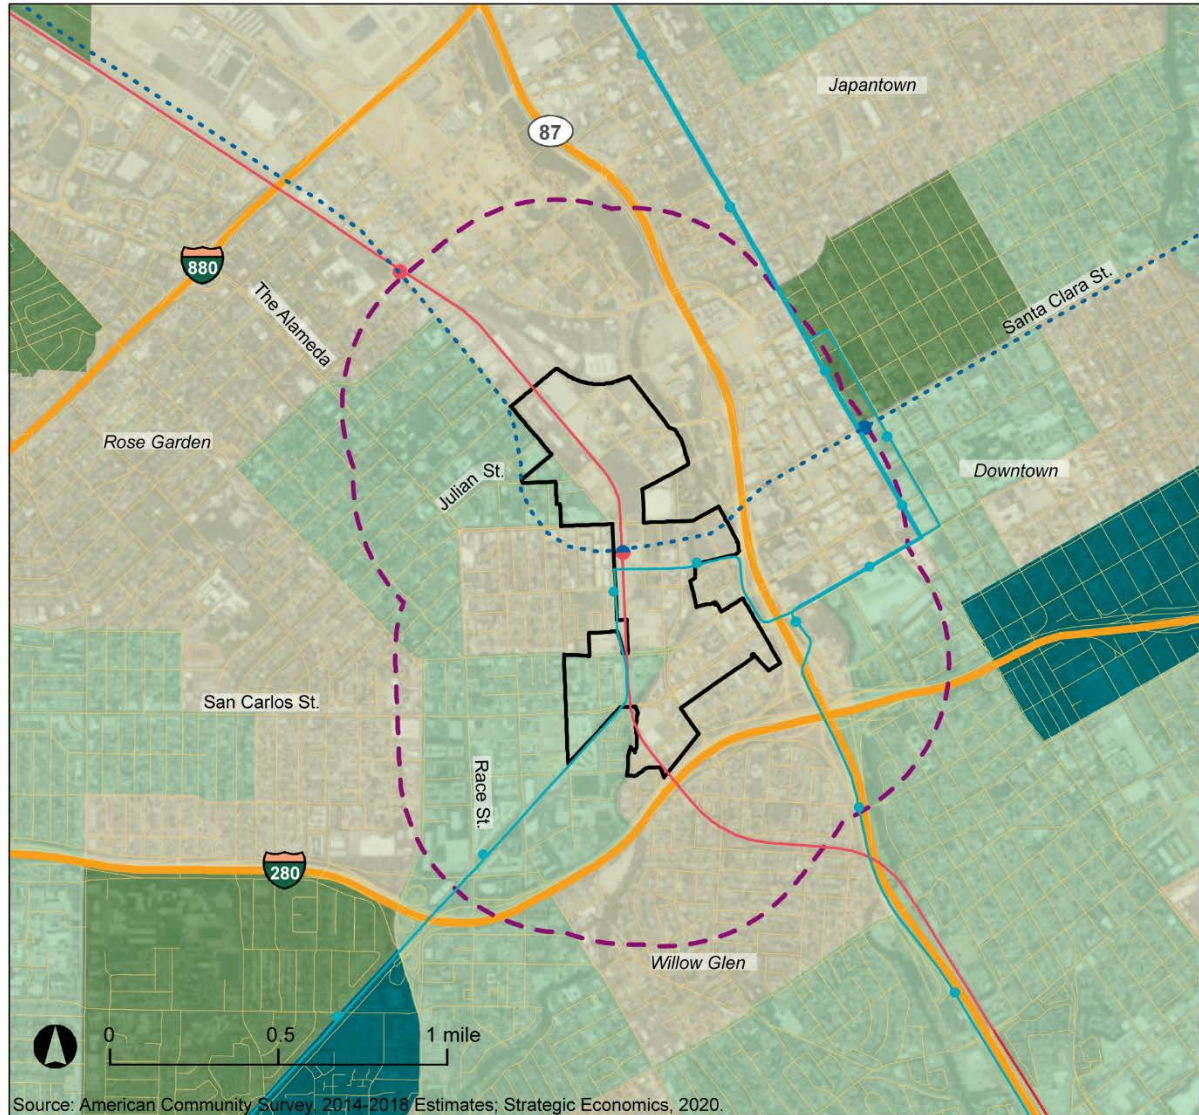 Japantown
87
880
The Alameda
Santa Clara St.
Rose Garden
Julian St.
Downtown
San Carlos St.
Race St.
280
Willow Glen
0 0.5 1 mile
Source: American Community Survey. 2014-2018 Estimates; Strategic Economics, 2020.